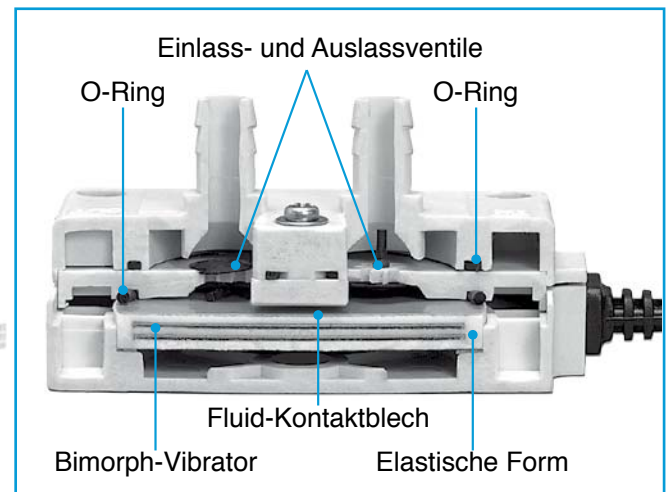 Einlass- und Auslassventile
O-Ring
O-Ring
Fluid-Kontaktblech
Bimorph-Vibrator
Elastische Form